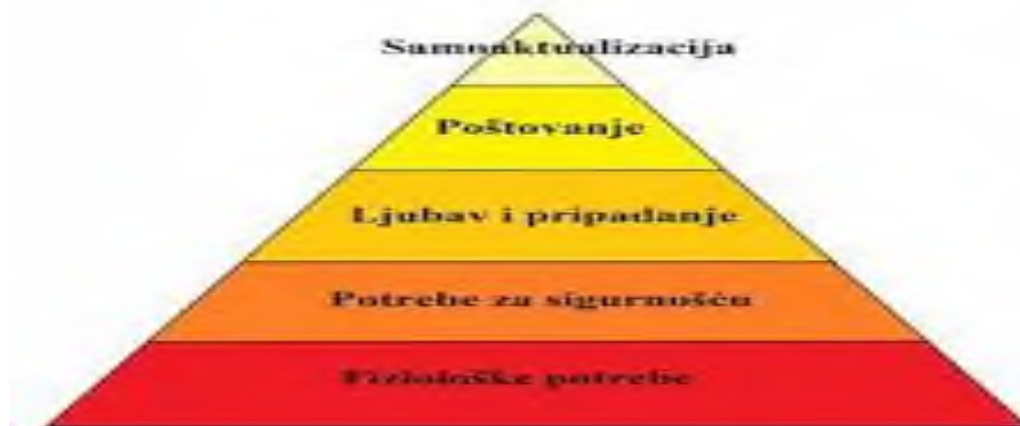 Samoaktualizacija
Poštovanje
Ljubav i pripadanje
Potrebe za sigurnošću
Fiziološke potrebe